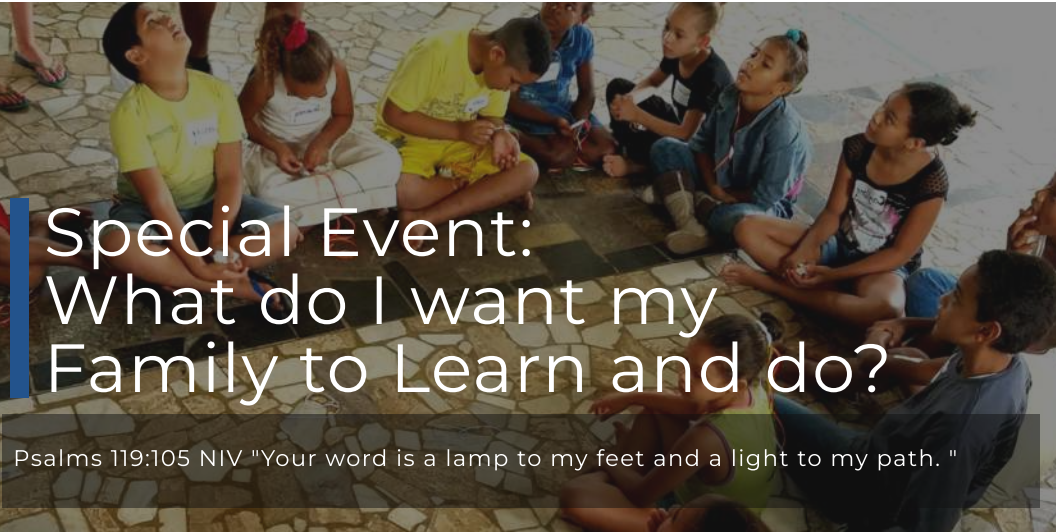 Special Event:
What do I want my
Family to Learn and do?
Psalms 119:105 NIV "Your word is a lamp to my feet and a light to my path. "